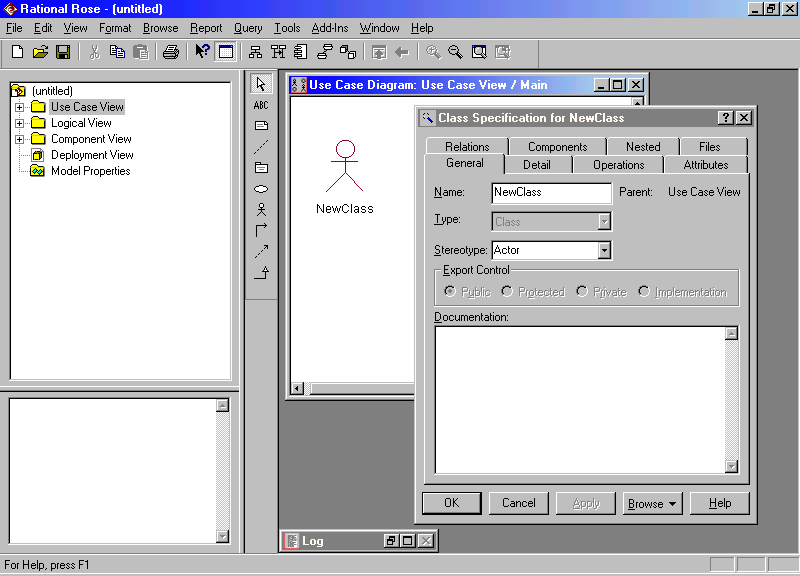 Rational Rose - (untitled)
File Edit View Format Browse Report Query Tools Add-Ins Window Help
(untitled)
Use Case View
Logical View
Component View
Deployment View
Model Properties
ABC
Use Case Diagram: Use Case View / Main
NewClass
Class Specification for NewClass
Relations Components Nested Files
General Detail Operations Attributes
Name: NewClass Parent: Use Case View
Type: Class
Stereotype: Actor
Export Control
Public Protected Private Implementation
Documentation:
OK Cancel Apply Browse Help
Log
For Help, press F1